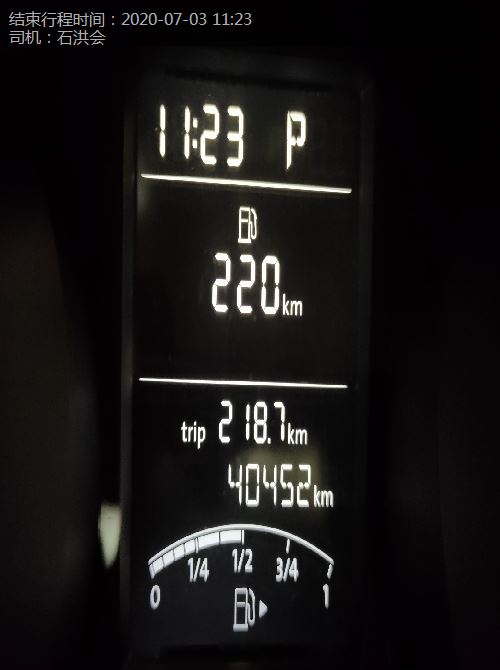 结束行程时间：2020-07-03 11:23
司机：石洪会
11:23 P
220km
trip 218.7km
40452km
0 1/4 1/2 3/4 1